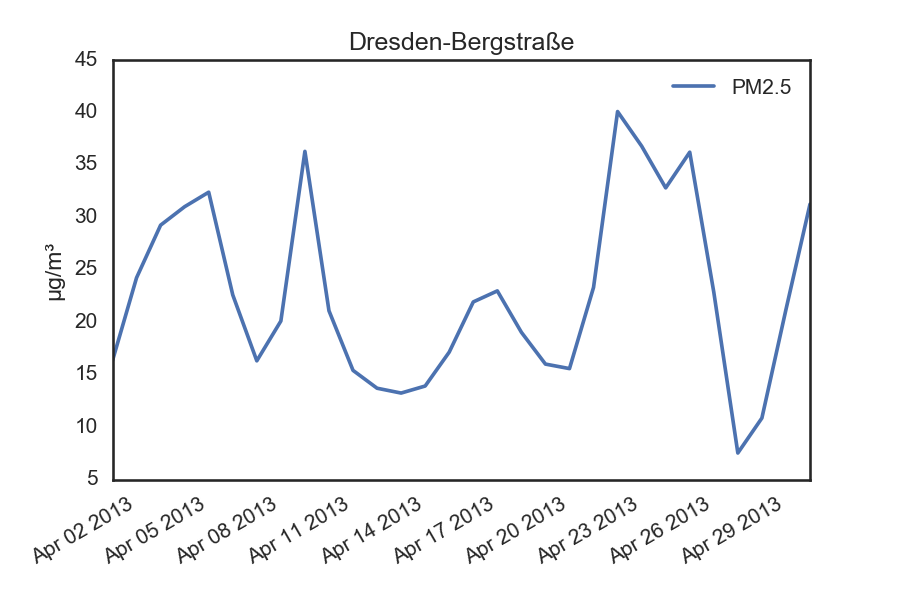 Dresden-Bergstraße
45
40
35
30
25
20
15
10
5
µg/m³
PM2.5
Apr 02 2013
Apr 05 2013
Apr 08 2013
Apr 11 2013
Apr 14 2013
Apr 17 2013
Apr 20 2013
Apr 23 2013
Apr 26 2013
Apr 29 2013